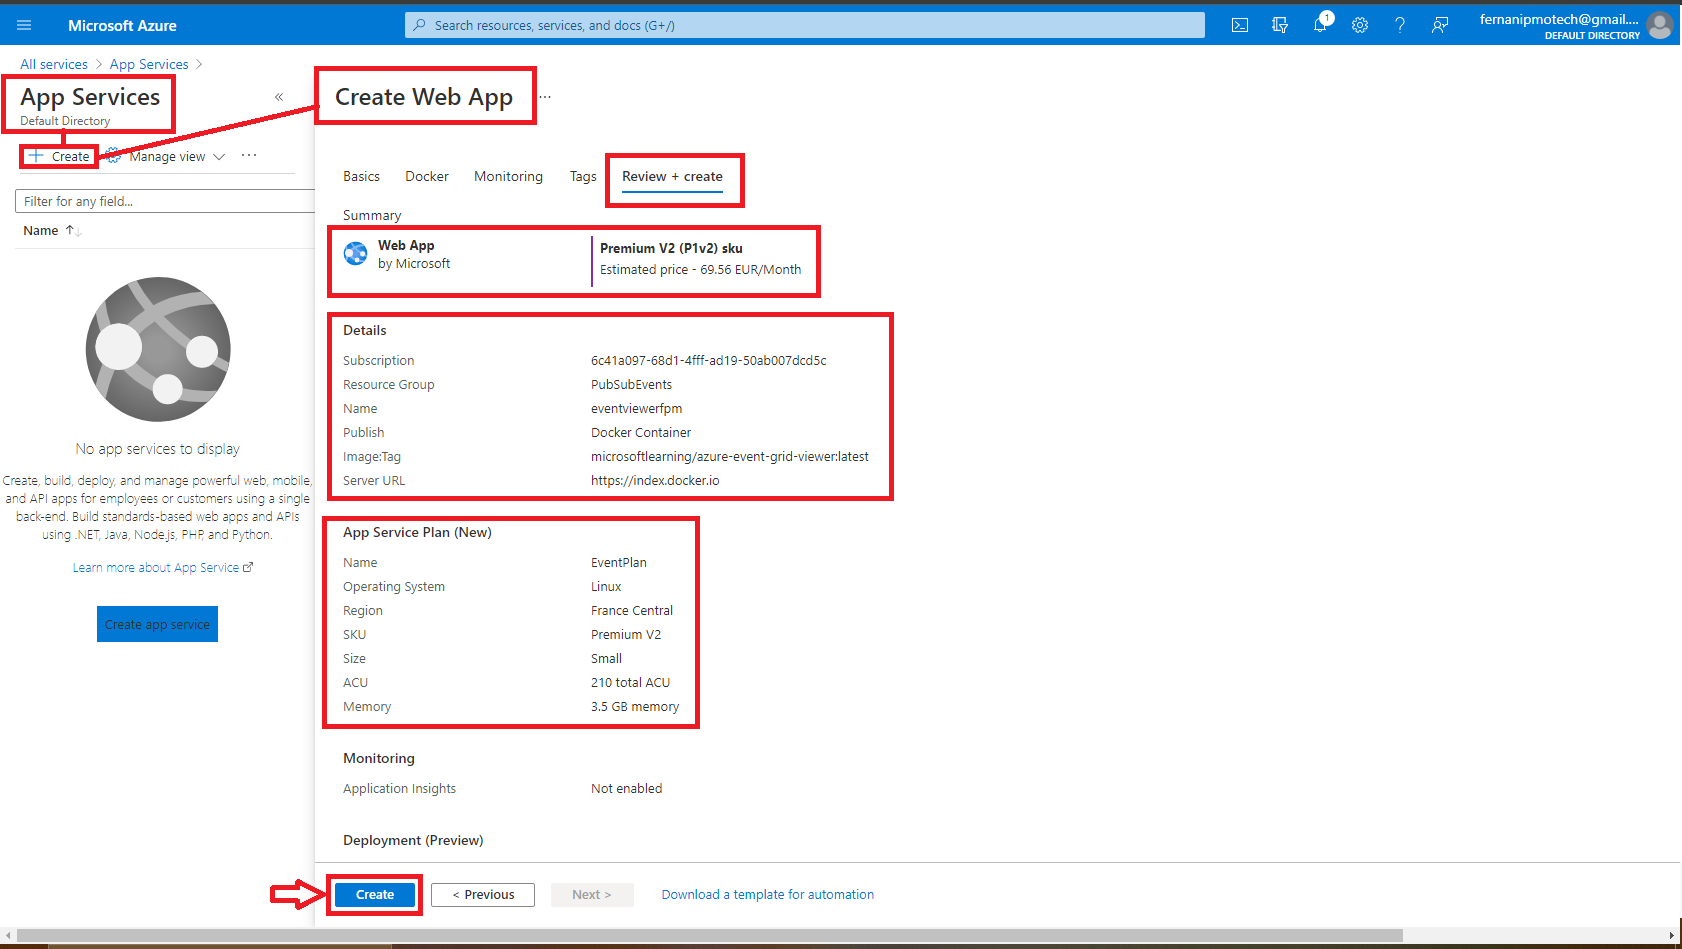 Microsoft Azure
Search resources, services, and docs (G+/)
1
fernanipmotech@gmail....
DEFAULT DIRECTORY
All services > App Services >
App Services
Default Directory
«
+ Create
Manage view
...
Filter for any field...
Name ↑↓
No app services to display
Create, build, deploy, and manage powerful web, mobile,
and API apps for employees or customers using a single
back-end. Build standards-based web apps and APIs
using .NET, Java, Node.js, PHP, and Python.
Learn more about App Service
Create app service
Create Web App
...
Basics Docker Monitoring Tags Review + create
Summary
Web App
by Microsoft
Premium V2 (P1v2) sku
Estimated price - 69.56 EUR/Month
Details
Subscription 6c41a097-68d1-4fff-ad19-50ab007dcd5c
Resource Group PubSubEvents
Name eventviewerfpm
Publish Docker Container
Image:Tag microsoftlearning/azure-event-grid-viewer:latest
Server URL https://index.docker.io
App Service Plan (New)
Name EventPlan
Operating System Linux
Region France Central
SKU Premium V2
Size Small
ACU 210 total ACU
Memory 3.5 GB memory
Monitoring
Application Insights Not enabled
Deployment (Preview)
Create
< Previous
Next >
Download a template for automation